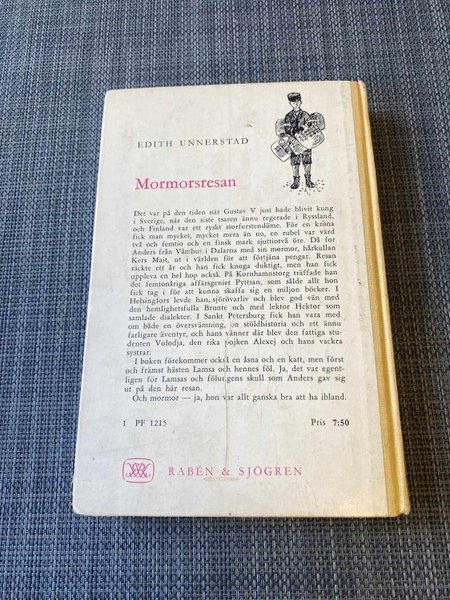 EDITH UNNERSTAD
Mormorsresan
Det var på den tiden när Gustav V just hade blivit kung
i Sverige, när den siste tsaren ännu regerade i Ryssland,
och Finland var ett ryskt storfurstendöme. För en kröna
fick man mycket, mycket mera än nu, en rubel var värd
två och femtio och en finsk mark sjuttiotvå öre. Då for
Anders från Våmhus i Dalarna med sin mormor, hårkullan
Kers Mait, ut i världen för att förtjäna pengar. Resan
räckte ett år och han fick knoga duktigt, men han fick
uppleva en hel hop också. På Kornhamnstorg träffade han
det femtonåriga affärsgeniet Pyttsan, som sålde allt hon
fick tag i för att kunna skaffa sig en miljon böcker. I
Helsingfors levde han sjörövarliv och blev god vän med
den hemlighetsfulla Bronte och med lektor Hektor som
samlade dialekter. I Sankt Petersburg fick han vara med
om både en översvämning, en stöldhistoria och ett ännu
farligare äventyr, och hans vänner där blev den fattiga stu-
denten Volodja, den rika pojken Alexej och hans vackra
systrar.
I boken förekommer också en åsna och en katt, men först
och främst hästen Lamsa och hennes föl. Ja, det var egent-
ligen för Lamsas och fölungens skull som Anders gav sig
ut på den här resan.
Och mormor — ja, hon var allt ganska bra att ha ibland.
I PF 1215 Pris 7:50
RABÉN & SJÖGREN